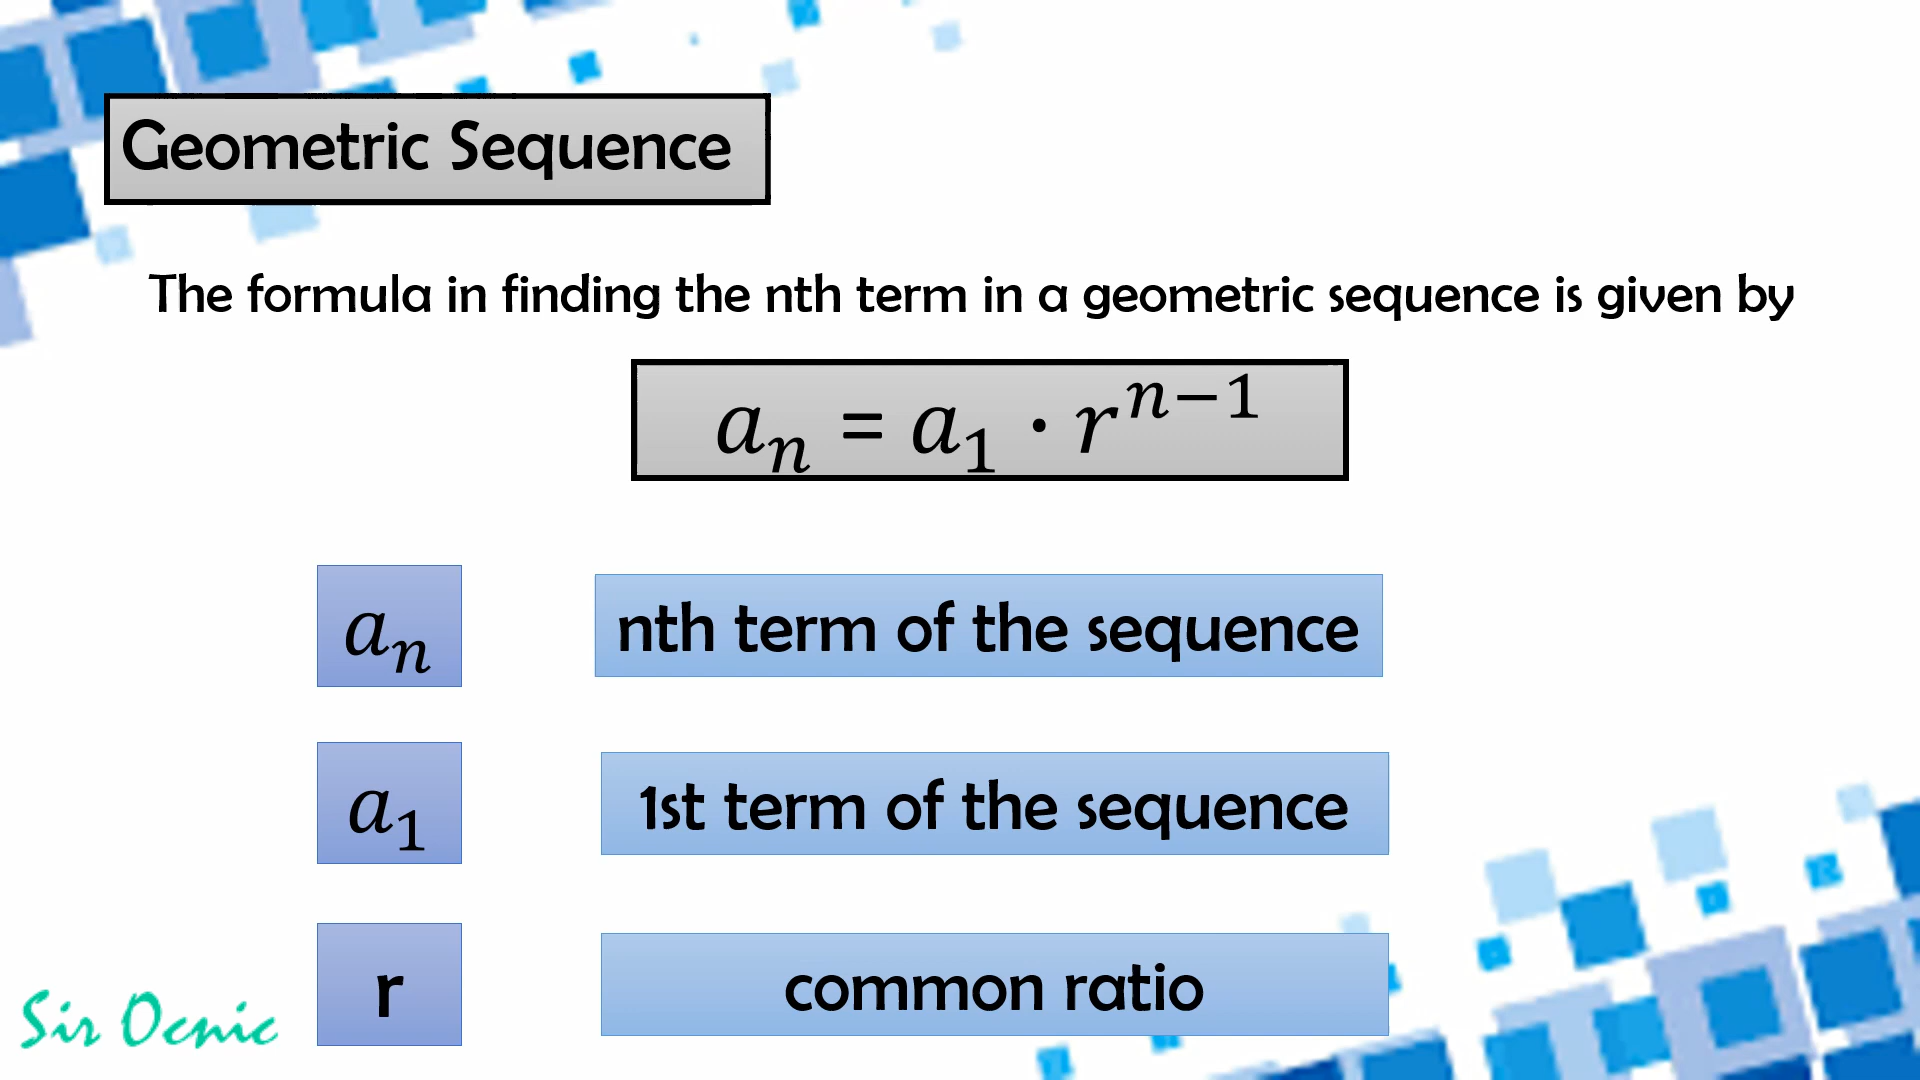 Geometric Sequence
The formula in finding the nth term in a geometric sequence is given by
aₙ = a₁ · rⁿ⁻¹
aₙ nth term of the sequence
a₁ 1st term of the sequence
r common ratio
Sir Ocnic